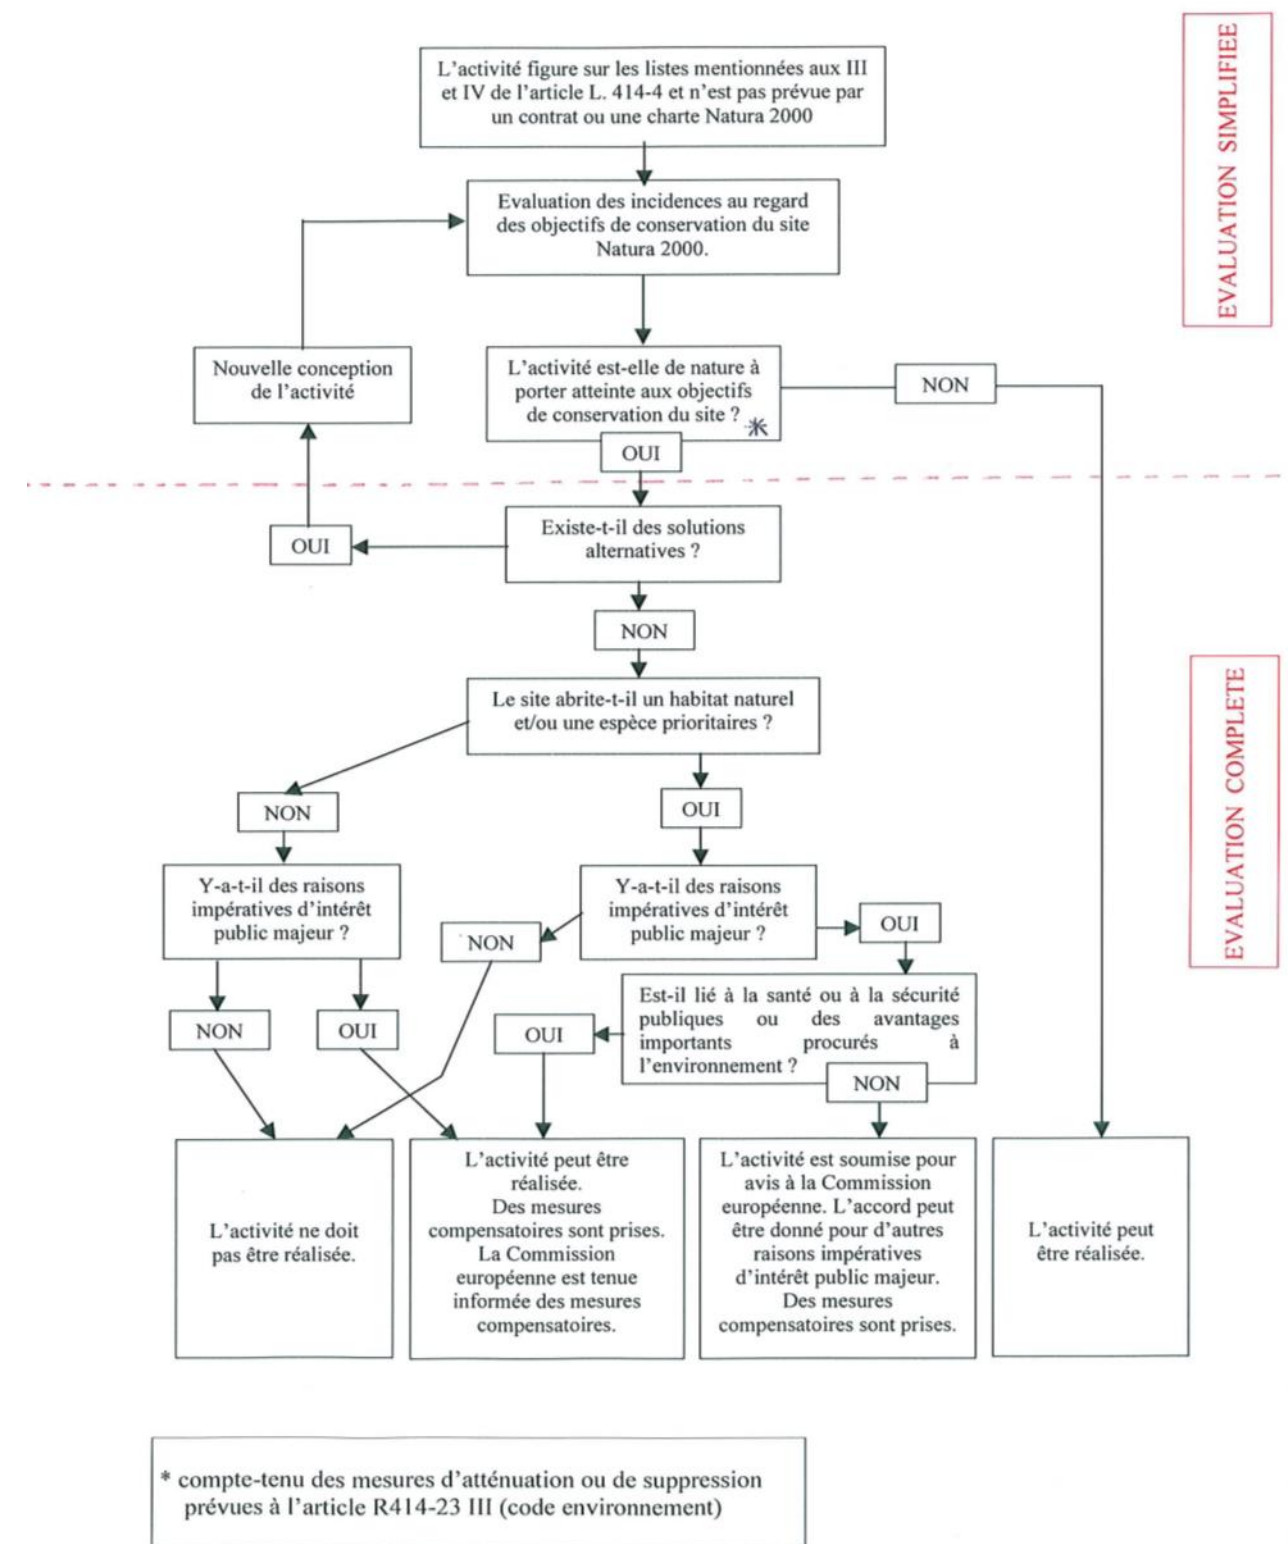 EVALUATION SIMPLIFIEE
L'activité figure sur les listes mentionnées aux III
et IV de l'article L. 414-4 et n'est pas prévue par
un contrat ou une charte Natura 2000
Evaluation des incidences au regard
des objectifs de conservation du site
Natura 2000.
Nouvelle conception
de l'activité
L'activité est-elle de nature à
porter atteinte aux objectifs
de conservation du site ? *
NON
OUI
OUI
Existe-t-il des solutions
alternatives ?
NON
EVALUATION COMPLETE
Le site abrite-t-il un habitat naturel
et/ou une espèce prioritaires ?
NON
OUI
Y-a-t-il des raisons
impératives d'intérêt
public majeur ?
Y-a-t-il des raisons
impératives d'intérêt
public majeur ?
NON
OUI
NON
OUI
OUI
Est-il lié à la santé ou à la sécurité
publiques ou des avantages
importants procurés à
l'environnement ?
NON
L'activité ne doit
pas être réalisée.
L'activité peut être
réalisée.
Des mesures
compensatoires sont prises.
La Commission
européenne est tenue
informée des mesures
compensatoires.
L'activité est soumise pour
avis à la Commission
européenne. L'accord peut
être donné pour d'autres
raisons impératives
d'intérêt public majeur.
Des mesures
compensatoires sont prises.
L'activité peut
être réalisée.
* compte-tenu des mesures d'atténuation ou de suppression
prévues à l'article R414-23 III (code environnement)